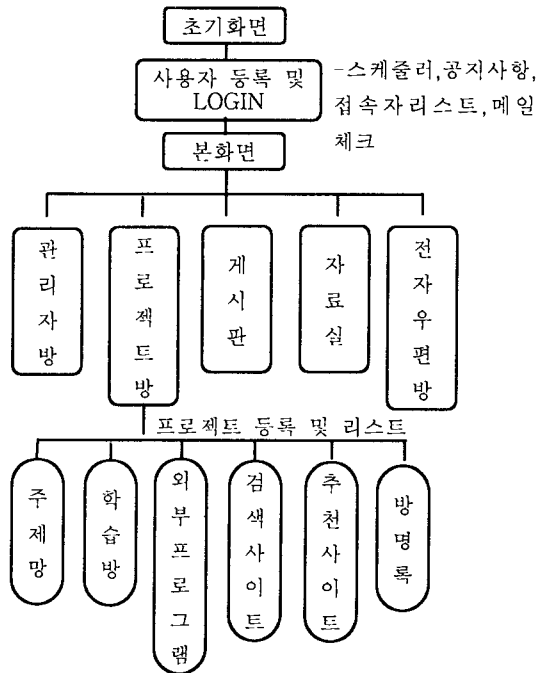 초기화면
사용자 등록 및
LOGIN
-스케줄러,공지사항,
접속자리스트,메일
체크
본화면
관리자방
프로젝트방
게시판
자료실
전자우편방
프로젝트 등록 및 리스트
주제망
학습방
외부프로그램
검색사이트
추천사이트
방명록